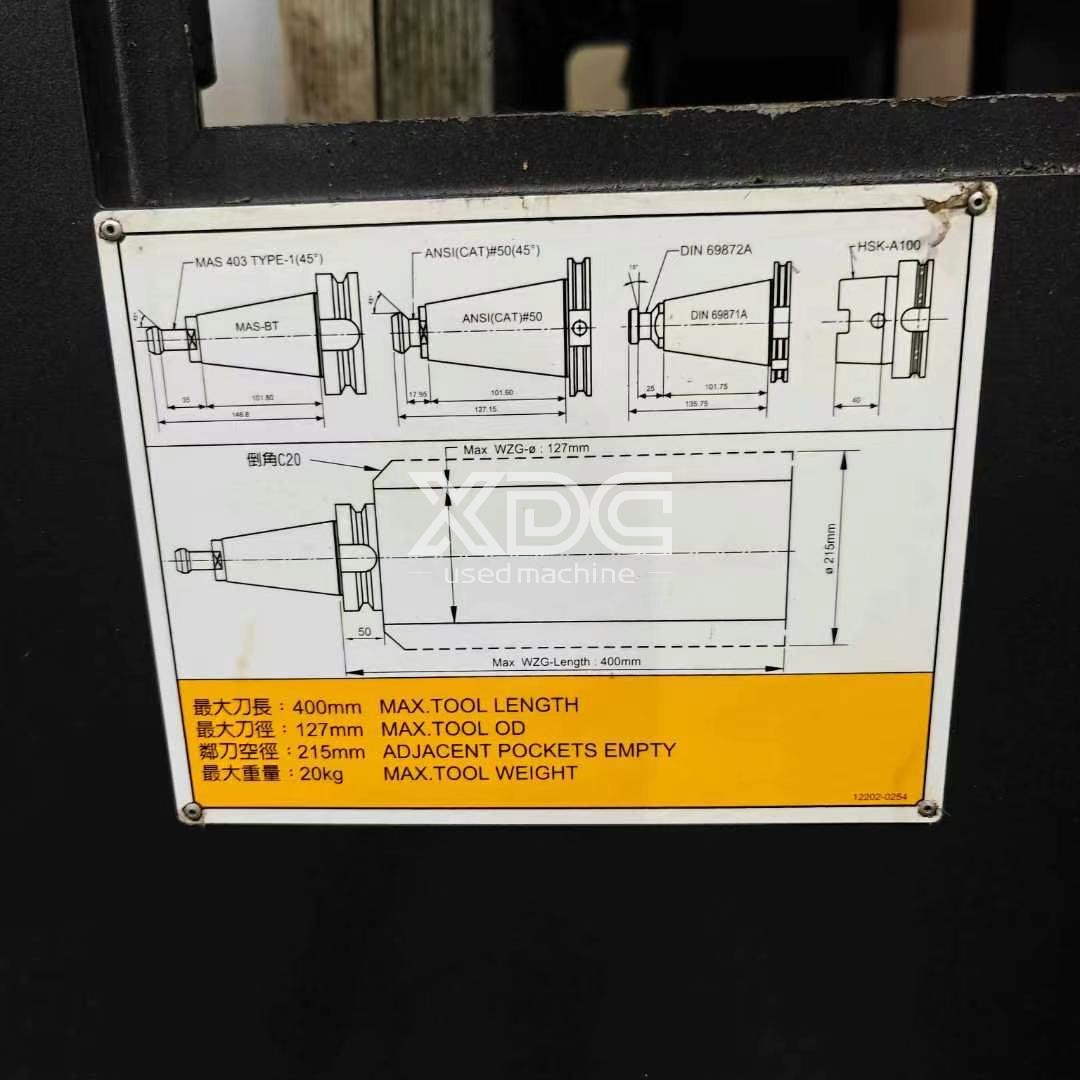 MAS 403 TYPE-1(45°)
ANSI(CAT)#50(45°)
DIN 69872A
HSK-A100
45°
45°
15°
MAS-BT
ANSI(CAT)#50
DIN 69871A
35
101.80
146.8
17.95
101.60
127.15
25
101.75
135.75
40
倒角C20
Max WZG-ø : 127mm
XDC
used machine
ø 215mm
50
Max WZG-Length : 400mm
最大刀長：400mm MAX.TOOL LENGTH
最大刀徑：127mm MAX.TOOL OD
鄰刀空徑：215mm ADJACENT POCKETS EMPTY
最大重量：20kg MAX.TOOL WEIGHT
12202-0254